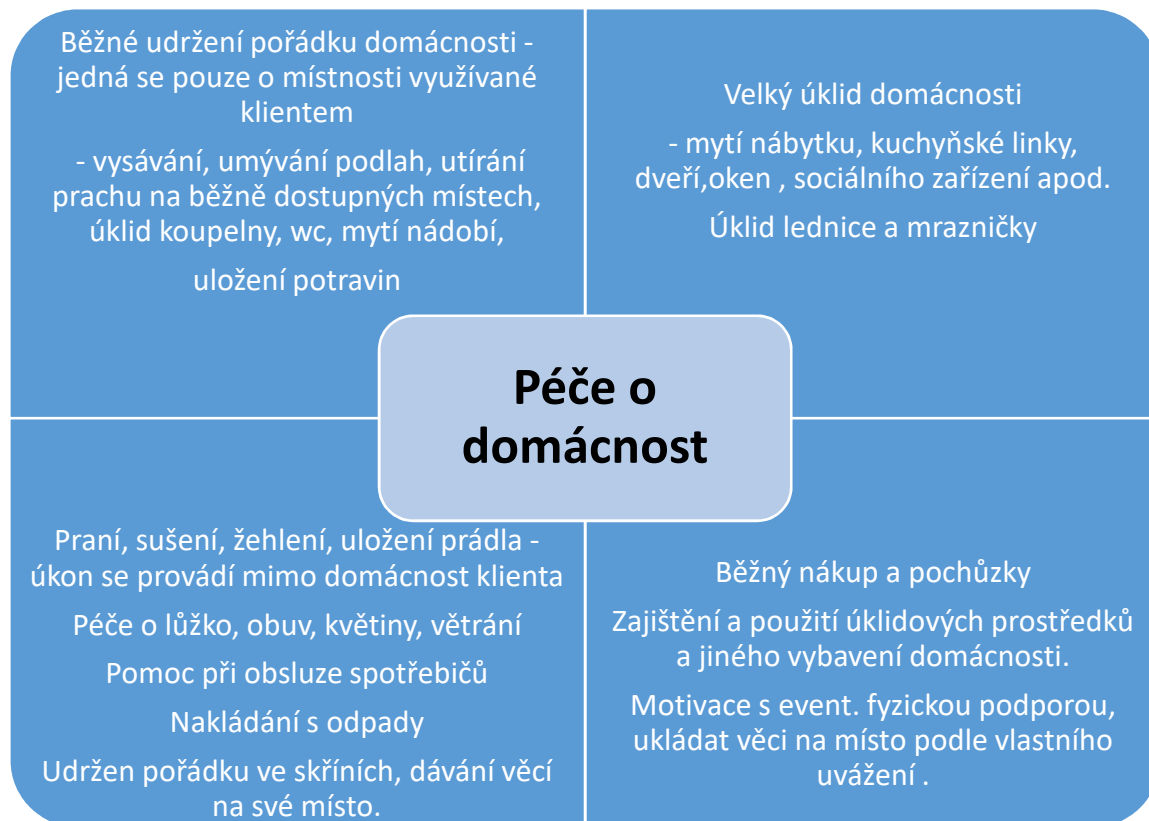 Běžné udržení pořádku domácnosti -
jedná se pouze o místnosti využívané
klientem
- vysávání, umývání podlah, utírání
prachu na běžně dostupných místech,
úklid koupelny, wc, mytí nádobí,
uložení potravin
Velký úklid domácnosti
- mytí nábytku, kuchyňské linky,
dveří,oken , sociálního zařízení apod.
Úklid lednice a mrazničky
Péče o
domácnost
Praní, sušení, žehlení, uložení prádla -
úkon se provádí mimo domácnost klienta
Péče o lůžko, obuv, květiny, větrání
Pomoc při obsluze spotřebičů
Nakládání s odpady
Udržen pořádku ve skříních, dávání věcí
na své místo.
Běžný nákup a pochůzky
Zajištění a použití úklidových prostředků
a jiného vybavení domácnosti.
Motivace s event. fyzickou podporou,
ukládat věci na místo podle vlastního
uvážení .